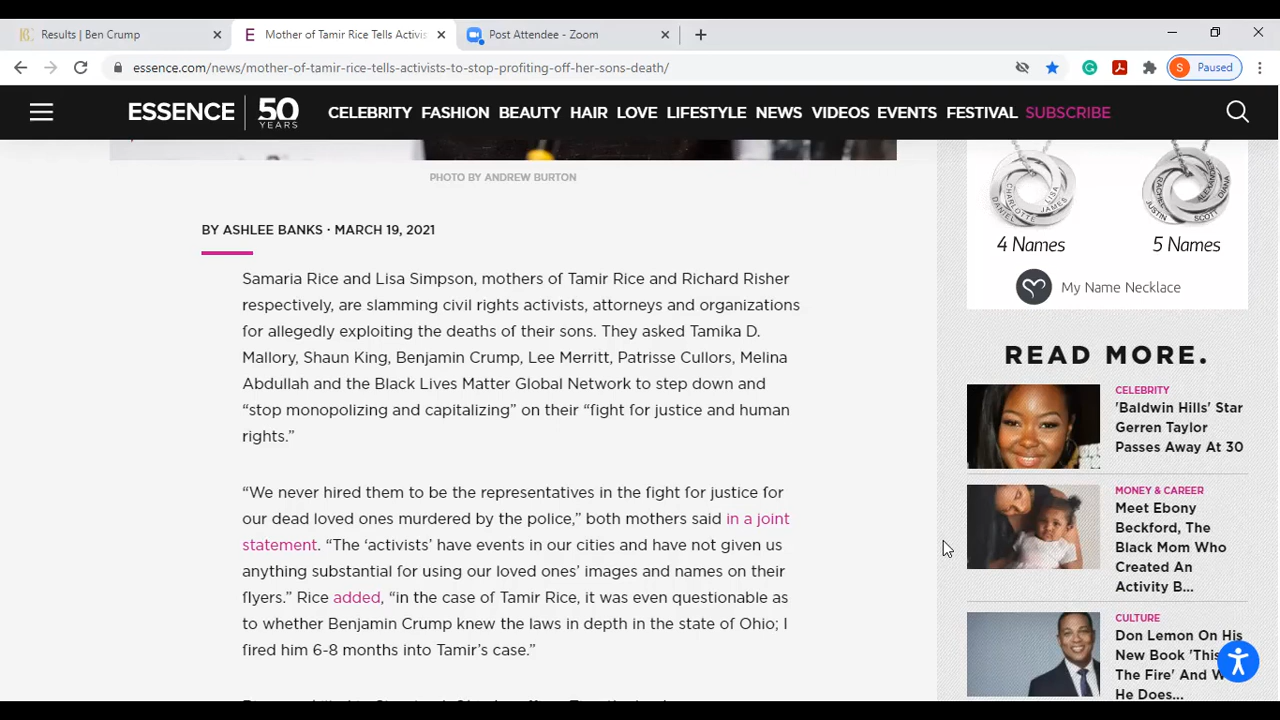 Results | Ben Crump
E Mother of Tamir Rice Tells Activis
Post Attendee - Zoom
essence.com/news/mother-of-tamir-rice-tells-activists-to-stop-profiting-off-her-sons-death/
S Paused
ESSENCE 50 YEARS
CELEBRITY FASHION BEAUTY HAIR LOVE LIFESTYLE NEWS VIDEOS EVENTS FESTIVAL SUBSCRIBE
PHOTO BY ANDREW BURTON
BY ASHLEE BANKS · MARCH 19, 2021
Samaria Rice and Lisa Simpson, mothers of Tamir Rice and Richard Risher
respectively, are slamming civil rights activists, attorneys and organizations
for allegedly exploiting the deaths of their sons. They asked Tamika D.
Mallory, Shaun King, Benjamin Crump, Lee Merritt, Patrisse Cullors, Melina
Abdullah and the Black Lives Matter Global Network to step down and
“stop monopolizing and capitalizing” on their “fight for justice and human
rights.”
“We never hired them to be the representatives in the fight for justice for
our dead loved ones murdered by the police,” both mothers said in a joint
statement. “The ‘activists’ have events in our cities and have not given us
anything substantial for using our loved ones’ images and names on their
flyers.” Rice added, “in the case of Tamir Rice, it was even questionable as
to whether Benjamin Crump knew the laws in depth in the state of Ohio; I
fired him 6-8 months into Tamir’s case.”
CHARLOTTE LISA JAMES DANIEL
RACHEL ALEXANDER DIANA SCOTT JUSTIN
4 Names
5 Names
My Name Necklace
READ MORE.
CELEBRITY
'Baldwin Hills' Star
Gerren Taylor
Passes Away At 30
MONEY & CAREER
Meet Ebony
Beckford, The
Black Mom Who
Created An
Activity B...
CULTURE
Don Lemon On His
New Book 'This
The Fire' And W
He Does...